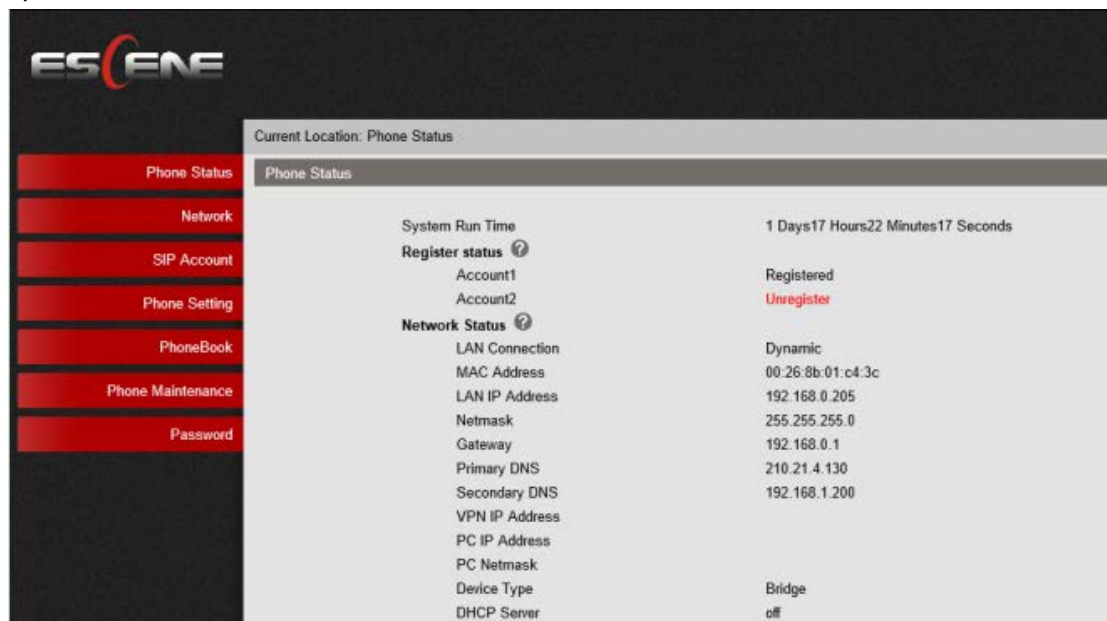 ESCENE
Current Location: Phone Status
Phone Status
Network
SIP Account
Phone Setting
PhoneBook
Phone Maintenance
Password
Phone Status
System Run Time 1 Days17 Hours22 Minutes17 Seconds
Register status ?
Account1 Registered
Account2 Unregister
Network Status ?
LAN Connection Dynamic
MAC Address 00:26:8b:01:c4:3c
LAN IP Address 192.168.0.205
Netmask 255.255.255.0
Gateway 192.168.0.1
Primary DNS 210.21.4.130
Secondary DNS 192.168.1.200
VPN IP Address
PC IP Address
PC Netmask
Device Type Bridge
DHCP Server off